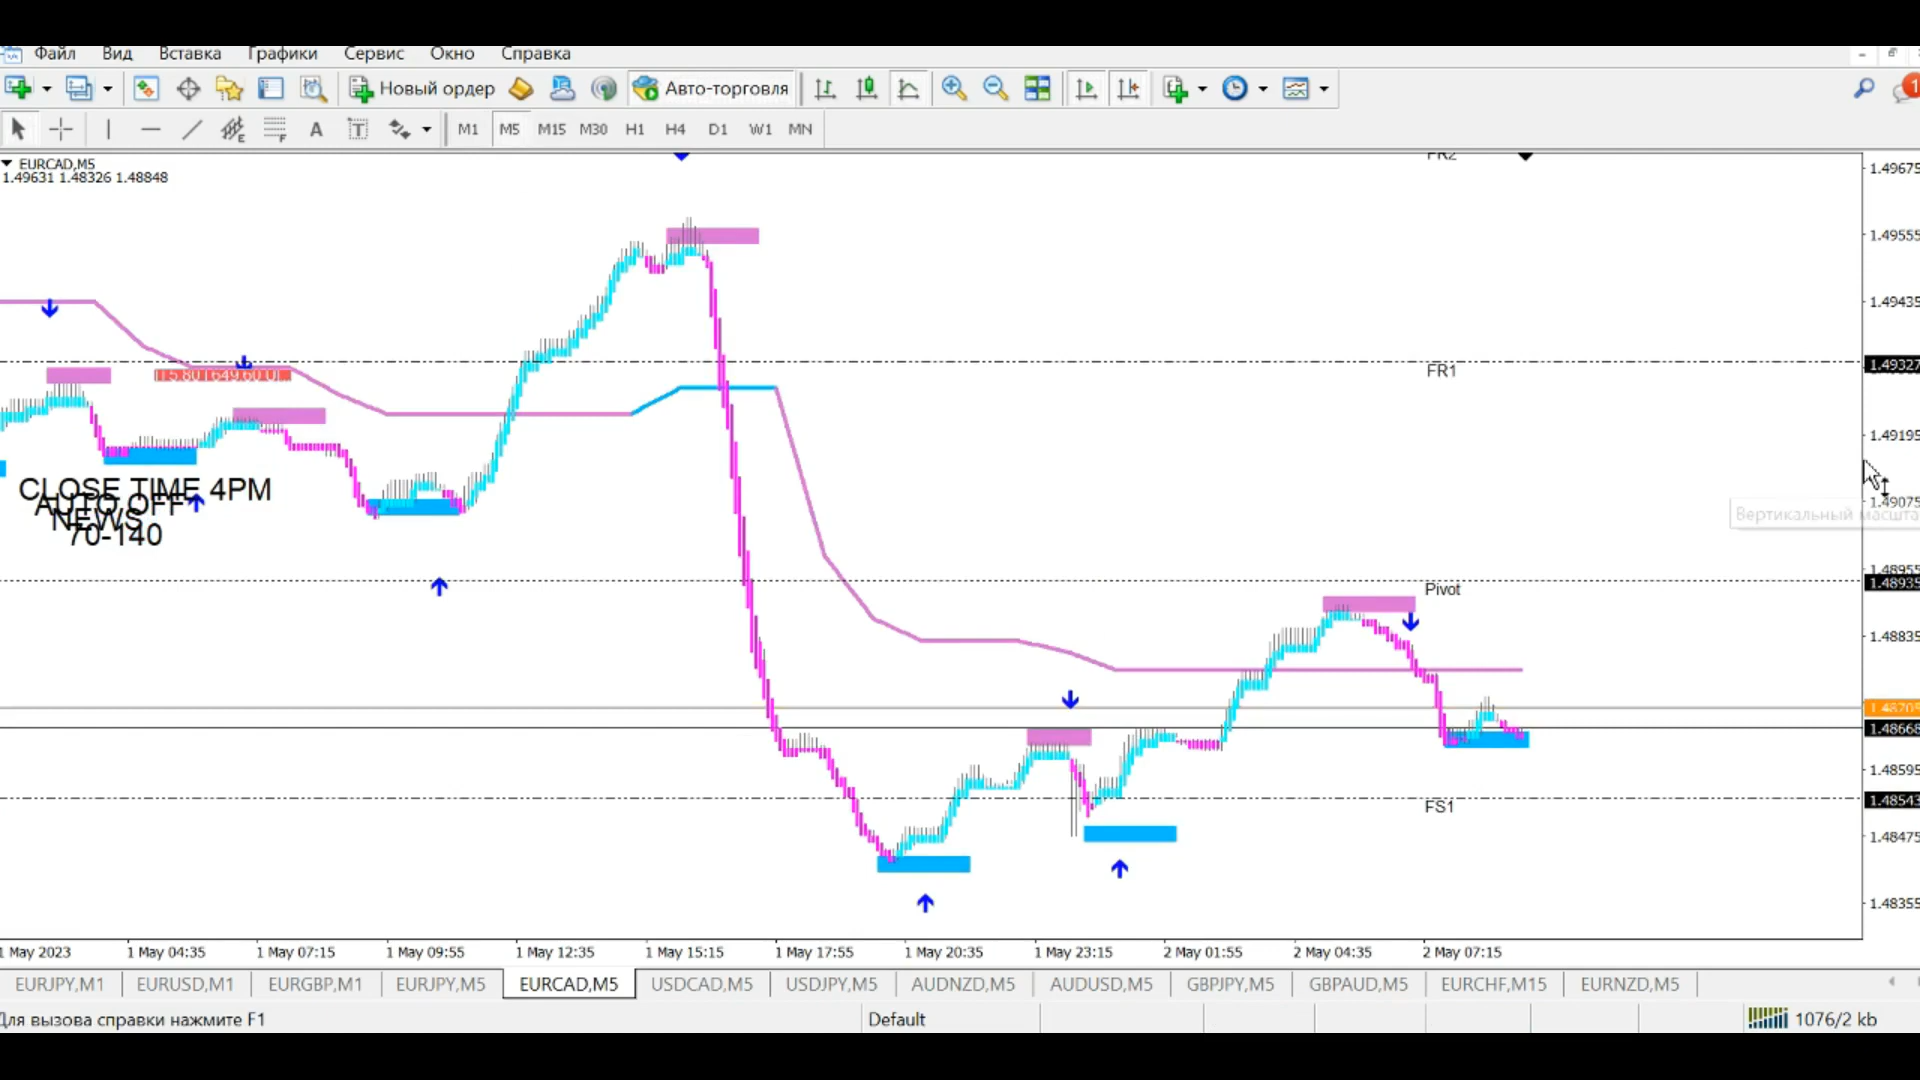 Файл Вид Вставка Графики Сервис Окно Справка
Новый ордер Авто-торговля 1
A T E F M1 M5 M15 M30 H1 H4 D1 W1 MN
EURCAD,M5
1.49631 1.48326 1.48848
FR2
1.49675
1.49555
1.49435
1.49327
FR1
1.49195
CLOSE TIME 4PM
AUTO OFF
NEWS
70-140
1.49075
Вертикальный масшта
1.48955
1.48935
Pivot
1.48835
1.48705
1.48668
1.48595
1.48543
FS1
1.48475
1.48355
1 May 2023 1 May 04:35 1 May 07:15 1 May 09:55 1 May 12:35 1 May 15:15 1 May 17:55 1 May 20:35 1 May 23:15 2 May 01:55 2 May 04:35 2 May 07:15
EURJPY,M1 EURUSD,M1 EURGBP,M1 EURJPY,M5 EURCAD,M5 USDCAD,M5 USDJPY,M5 AUDNZD,M5 AUDUSD,M5 GBPJPY,M5 GBPAUD,M5 EURCHF,M15 EURNZD,M5
Для вызова справки нажмите F1 Default 1076/2 kb